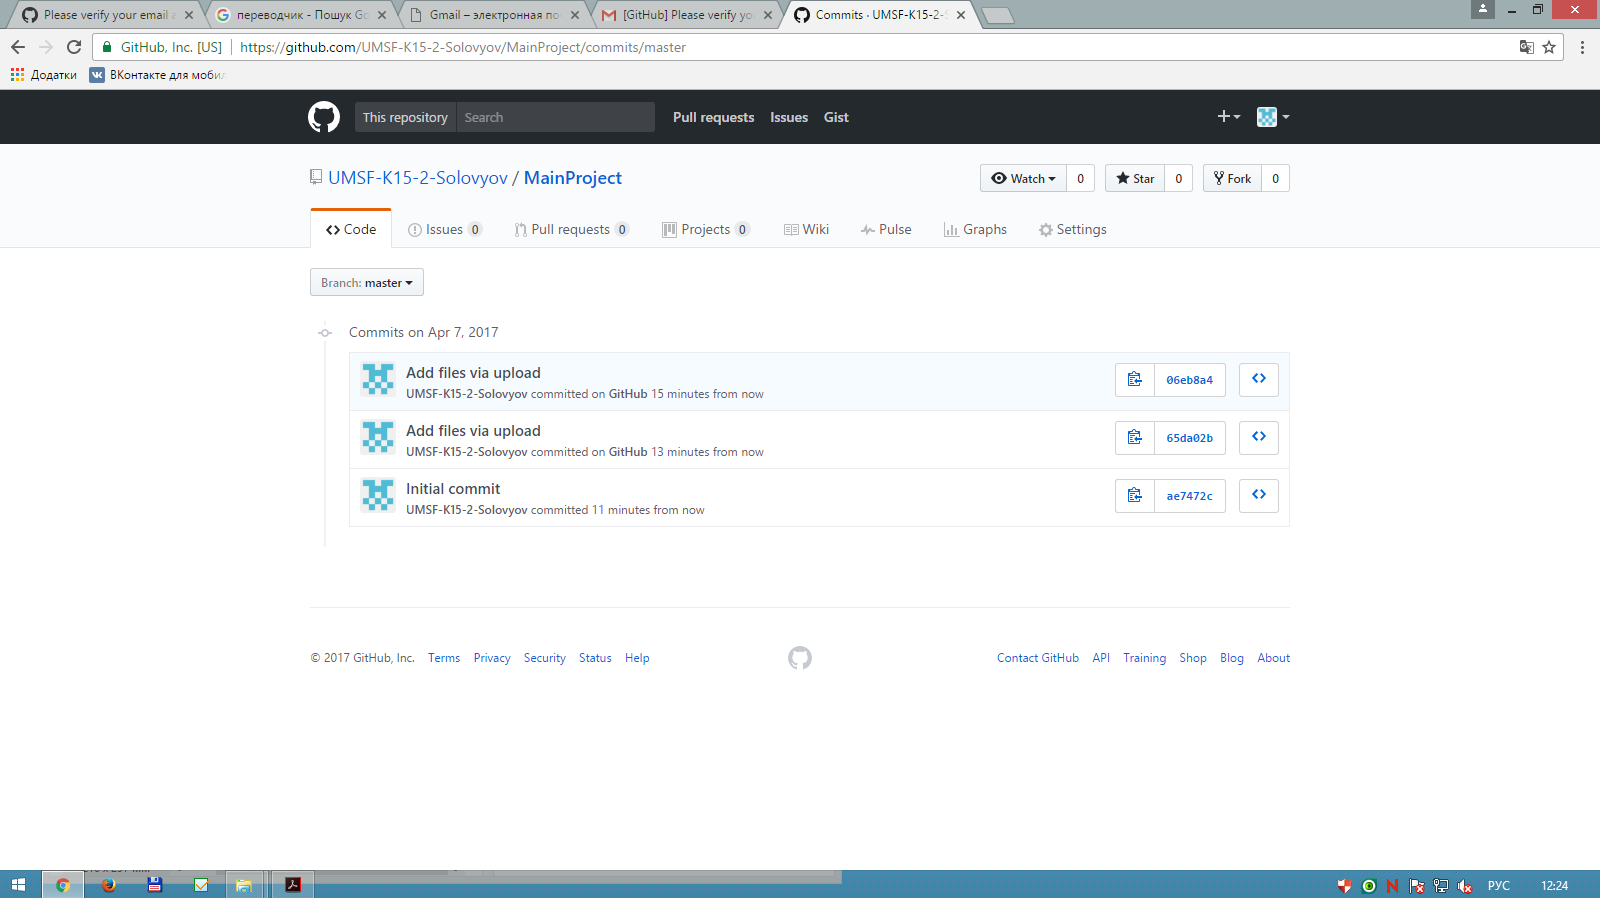 Please verify your email a
переводчик - Пошук Go
Gmail – электронная по
[GitHub] Please verify yo
Commits · UMSF-K15-2-S
GitHub, Inc. [US] https://github.com/UMSF-K15-2-Solovyov/MainProject/commits/master
Додатки ВКонтакте для мобил
This repository Search Pull requests Issues Gist
UMSF-K15-2-Solovyov / MainProject Watch 0 Star 0 Fork 0
Code Issues 0 Pull requests 0 Projects 0 Wiki Pulse Graphs Settings
Branch: master
Commits on Apr 7, 2017
Add files via upload
UMSF-K15-2-Solovyov committed on GitHub 15 minutes from now
06eb8a4
Add files via upload
UMSF-K15-2-Solovyov committed on GitHub 13 minutes from now
65da02b
Initial commit
UMSF-K15-2-Solovyov committed 11 minutes from now
ae7472c
© 2017 GitHub, Inc. Terms Privacy Security Status Help Contact GitHub API Training Shop Blog About
РУС 12:24